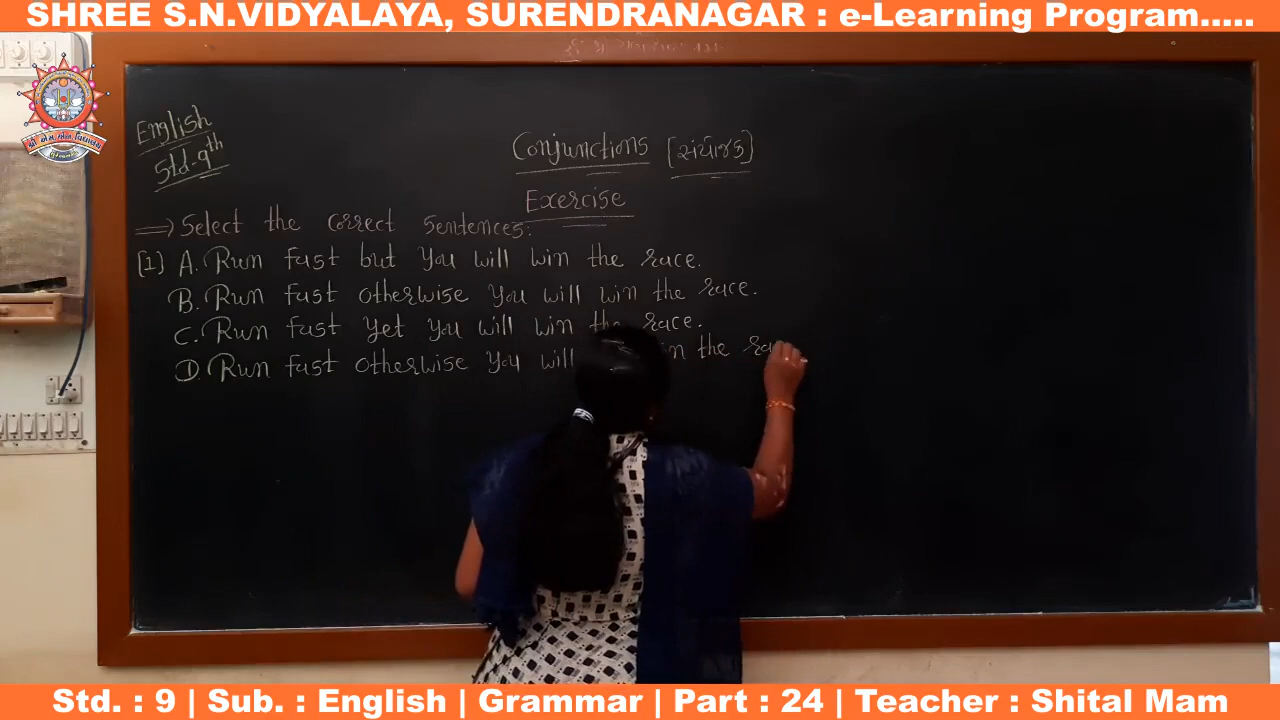 SHREE S.N.VIDYALAYA, SURENDRANAGAR : e-Learning Program.....
English
Std-9th
Conjunctions [સંયોજક]
Exercise
⇒ Select the correct sentences:
[1] A. Run fast but you will win the race.
B. Run fast otherwise you will win the race.
C. Run fast yet you will win the race.
D. Run fast otherwise you will in the
Std. : 9 | Sub. : English | Grammar | Part : 24 | Teacher : Shital Mam